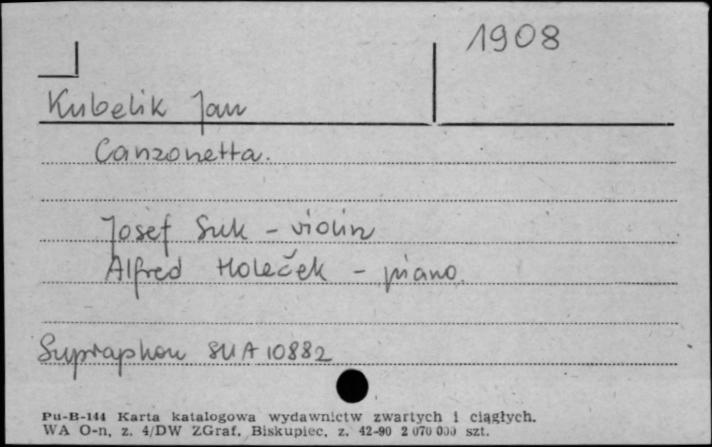 1908
Kubelik Jan
Canzonetta.
Josef Suk - violin
Alfred Holeček - piano.
Supraphon SUA 10882
Pu-B-144 Karta katalogowa wydawnictw zwartych i ciągłych.
WA O-n, z. 4/DW ZGraf. Biskupiec, z. 42-90 2 070 000 szt.